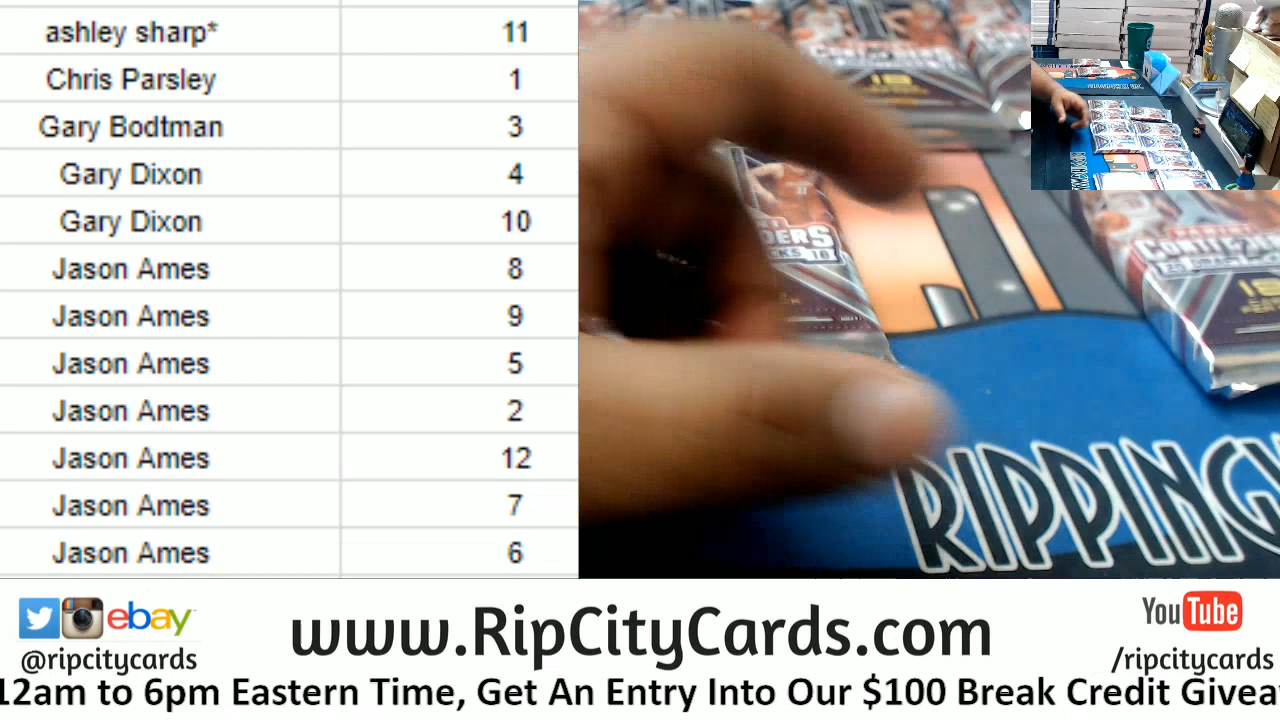 ashley sharp* 11
Chris Parsley 1
Gary Bodtman 3
Gary Dixon 4
Gary Dixon 10
Jason Ames 8
Jason Ames 9
Jason Ames 5
Jason Ames 2
Jason Ames 12
Jason Ames 7
Jason Ames 6
DERS
CKS 18
RIPPING
ebay
@ripcitycards
www.RipCityCards.com
YouTube
/ripcitycards
12am to 6pm Eastern Time, Get An Entry Into Our $100 Break Credit Givea